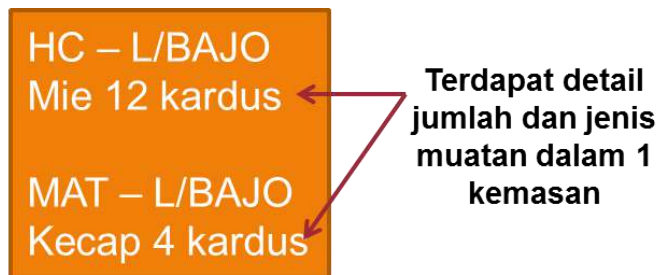 HC – L/BAJO
Mie 12 kardus
MAT – L/BAJO
Kecap 4 kardus
Terdapat detail
jumlah dan jenis
muatan dalam 1
kemasan